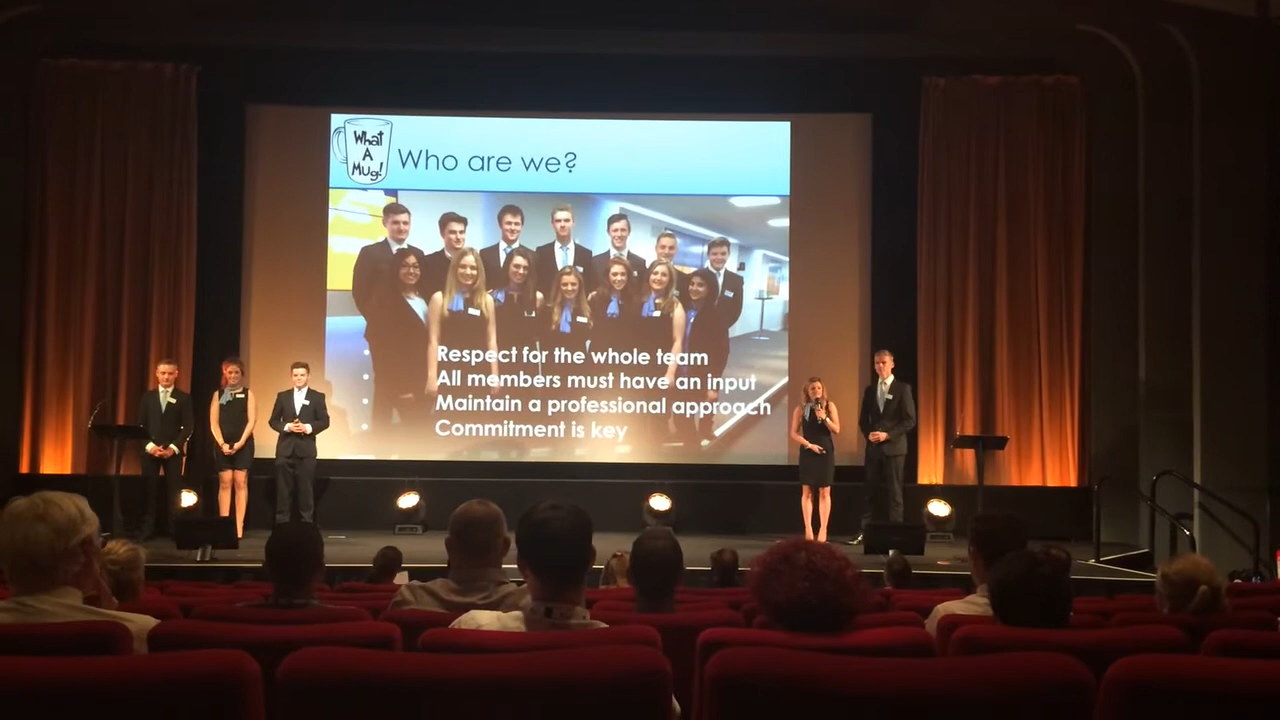 What
A
Mug!
Who are we?
Respect for the whole team
All members must have an input
Maintain a professional approach
Commitment is key